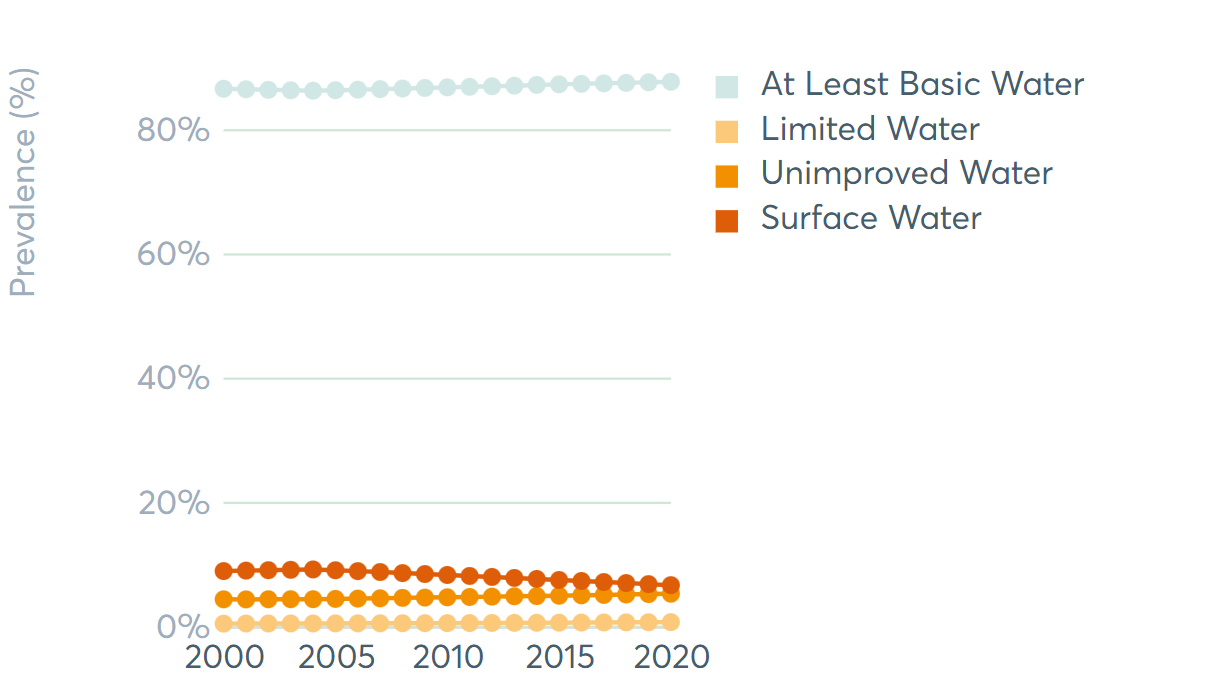 Prevalence (%)
80%
60%
40%
20%
0%
2000 2005 2010 2015 2020
At Least Basic Water
Limited Water
Unimproved Water
Surface Water